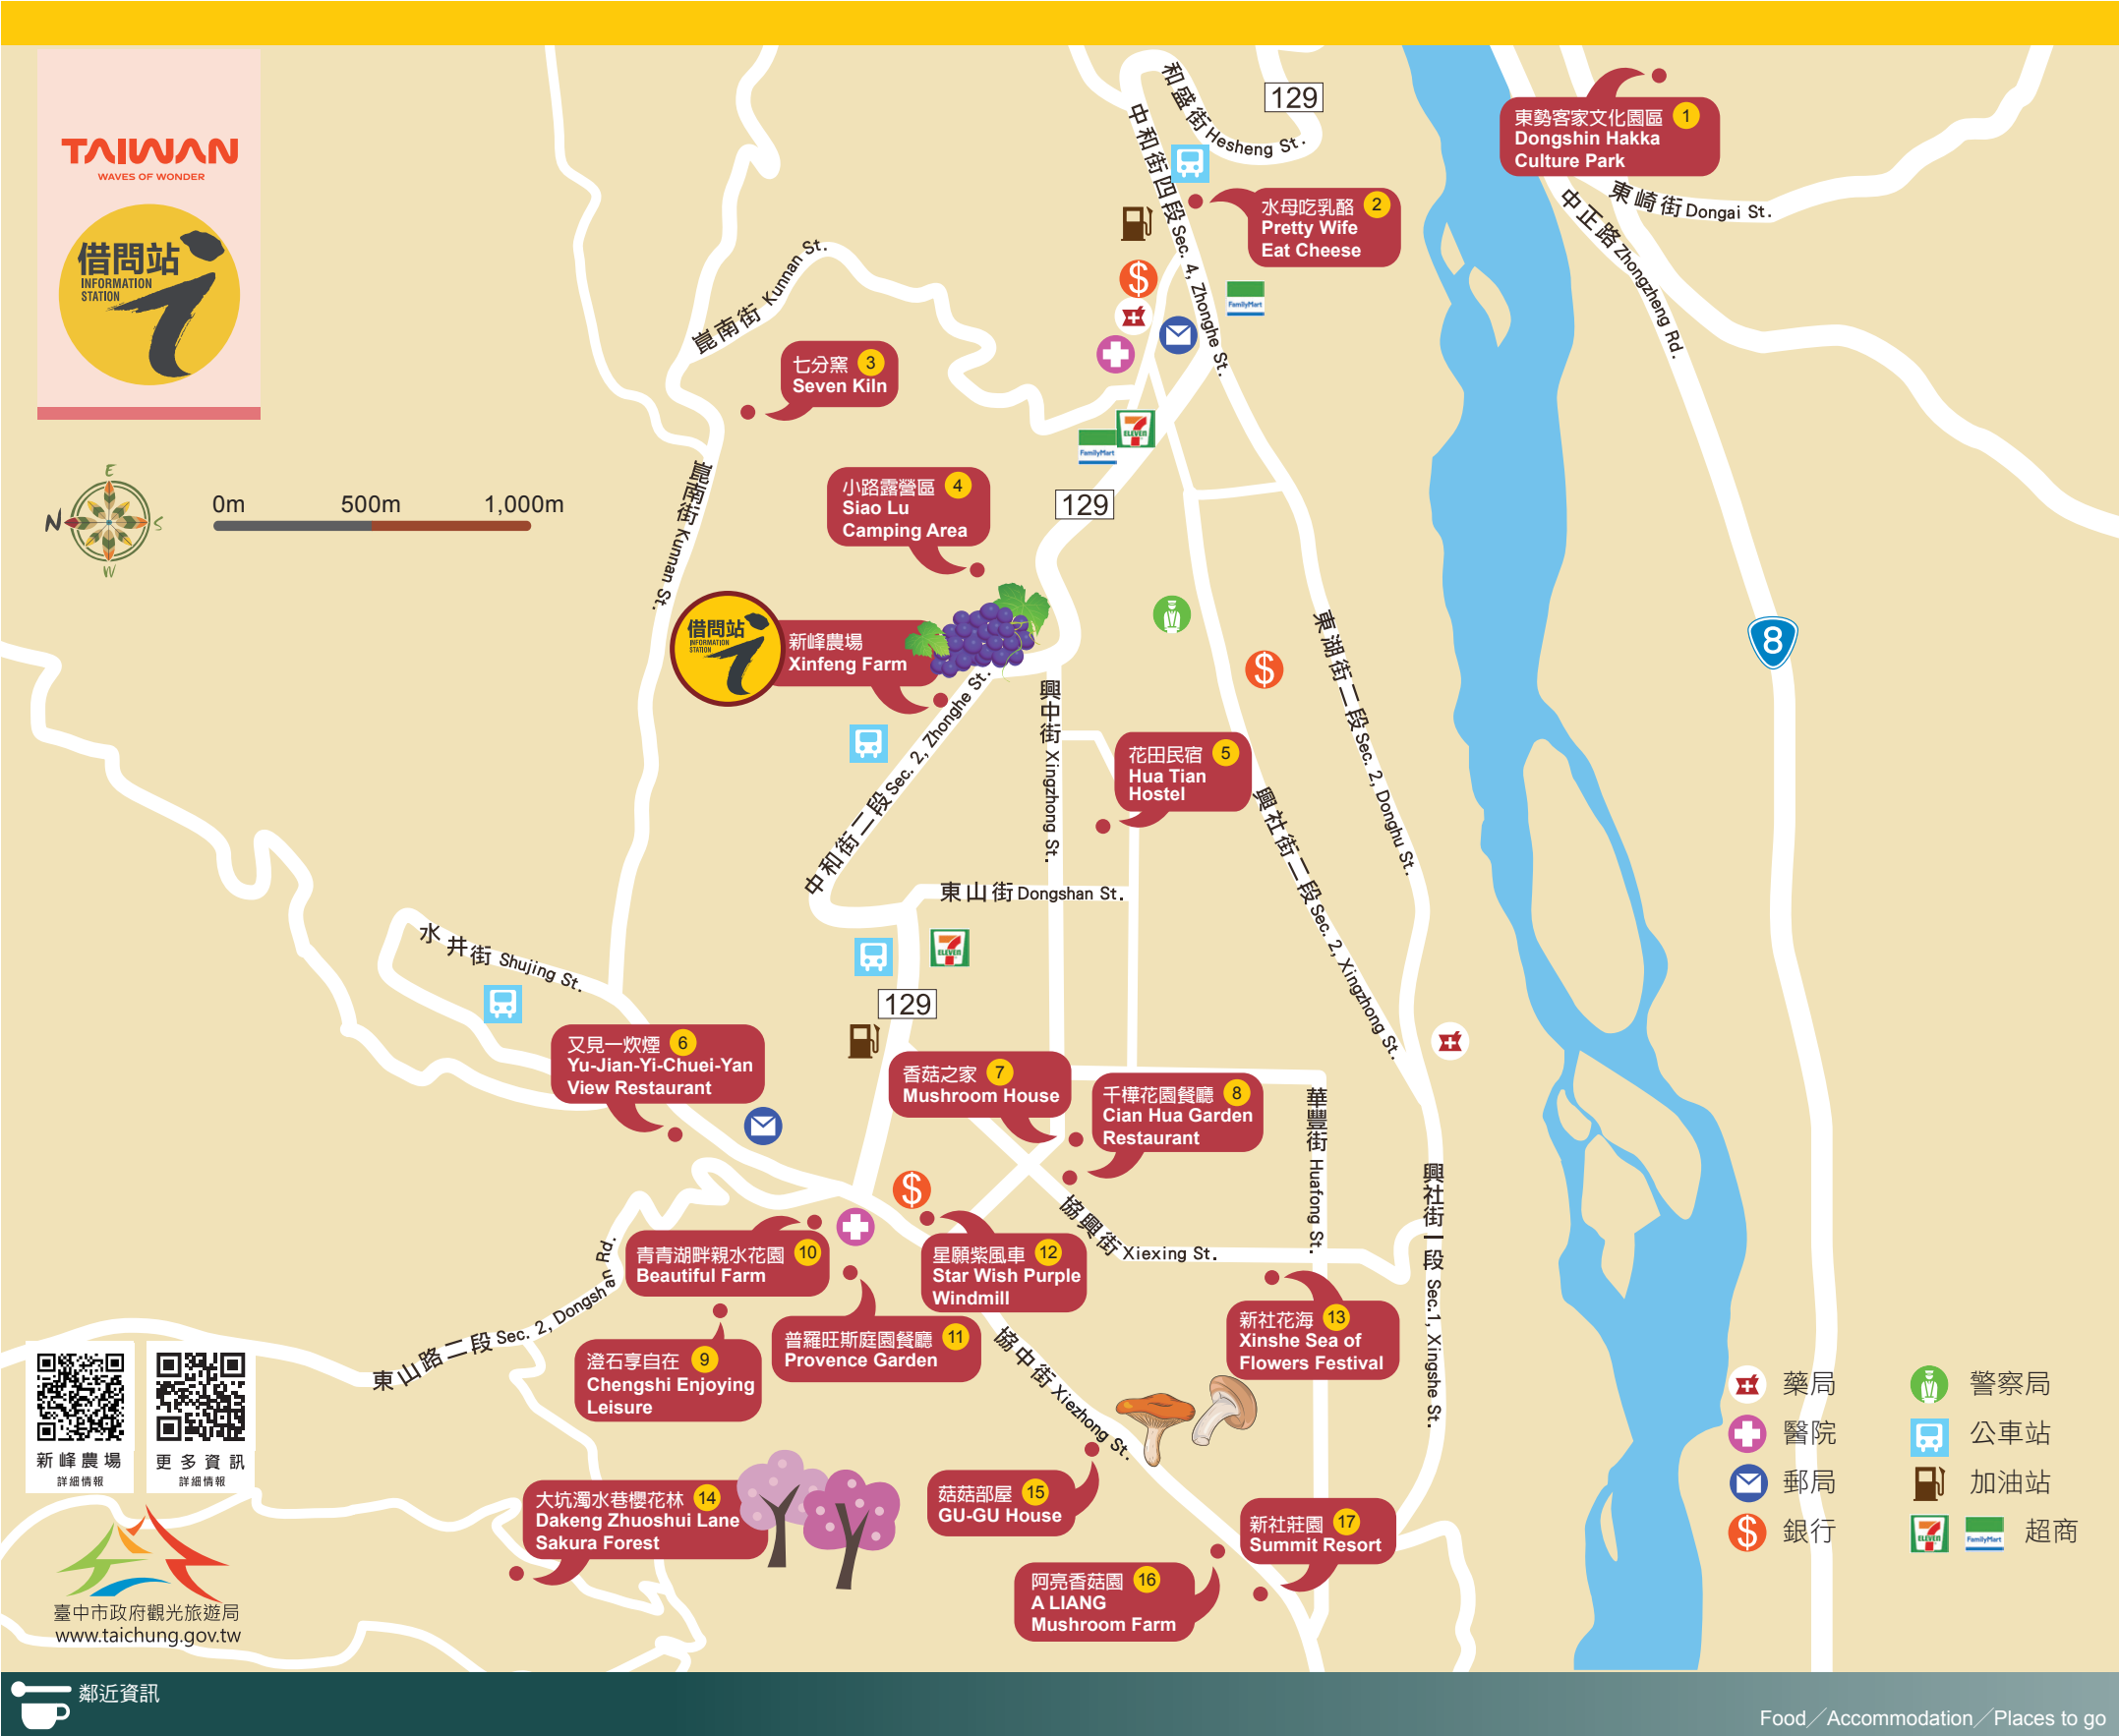 TAIWAN
WAVES OF WONDER
借問站
INFORMATION
STATION
E
N
S
W
0m 500m 1,000m
和盛街 Hesheng St.
129
中和街四段 Sec. 4, Zhonghe St.
東勢客家文化園區 1
Dongshin Hakka
Culture Park
東崎街 Dongai St.
中正路 Zhongzheng Rd.
水母吃乳酪 2
Pretty Wife
Eat Cheese
FamilyMart
崑南街 Kunnan St.
七分窯 3
Seven Kiln
7
ELEVEN
FamilyMart
崑南街 Kunnan St.
小路露營區 4
Siao Lu
Camping Area
129
借問站
INFORMATION
STATION
新峰農場
Xinfeng Farm
8
東湖街二段 Sec. 2, Donghu St.
中和街二段 Sec. 2, Zhonghe St.
興中街 Xingzhong St.
花田民宿 5
Hua Tian
Hostel
興社街二段 Sec. 2, Xingzhong St.
東山街 Dongshan St.
水井街 Shujing St.
7
ELEVEN
129
又見一炊煙 6
Yu-Jian-Yi-Chuei-Yan
View Restaurant
香菇之家 7
Mushroom House
千樺花園餐廳 8
Cian Hua Garden
Restaurant
華豐街 Huafong St.
協興街 Xiexing St.
興社街一段 Sec.1, Xingshe St.
東山路二段 Sec. 2, Dongshan Rd.
青青湖畔親水花園 10
Beautiful Farm
星願紫風車 12
Star Wish Purple
Windmill
普羅旺斯庭園餐廳 11
Provence Garden
澄石享自在 9
Chengshi Enjoying
Leisure
新社花海 13
Xinshe Sea of
Flowers Festival
協中街 Xiezhong St.
大坑濁水巷櫻花林 14
Dakeng Zhuoshui Lane
Sakura Forest
菇菇部屋 15
GU-GU House
新社莊園 17
Summit Resort
阿亮香菇園 16
A LIANG
Mushroom Farm
新峰農場
詳細情報
更多資訊
詳細情報
臺中市政府觀光旅遊局
www.taichung.gov.tw
藥局
警察局
醫院
公車站
郵局
加油站
銀行
7
ELEVEN
FamilyMart
超商
鄰近資訊
Food／Accommodation／Places to go